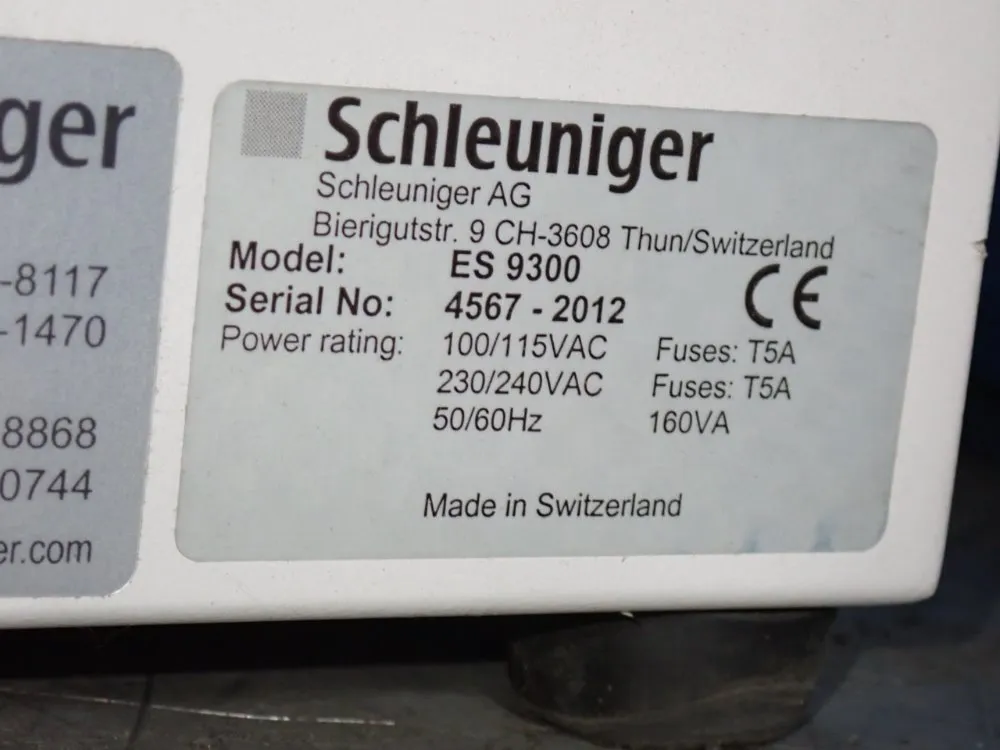 ger
-8117
-1470
8868
0744
er.com
Schleuniger
Schleuniger AG
Bierigutstr. 9 CH-3608 Thun/Switzerland
Model: ES 9300
Serial No: 4567 - 2012
CE
Power rating: 100/115VAC Fuses: T5A
230/240VAC Fuses: T5A
50/60Hz 160VA
Made in Switzerland